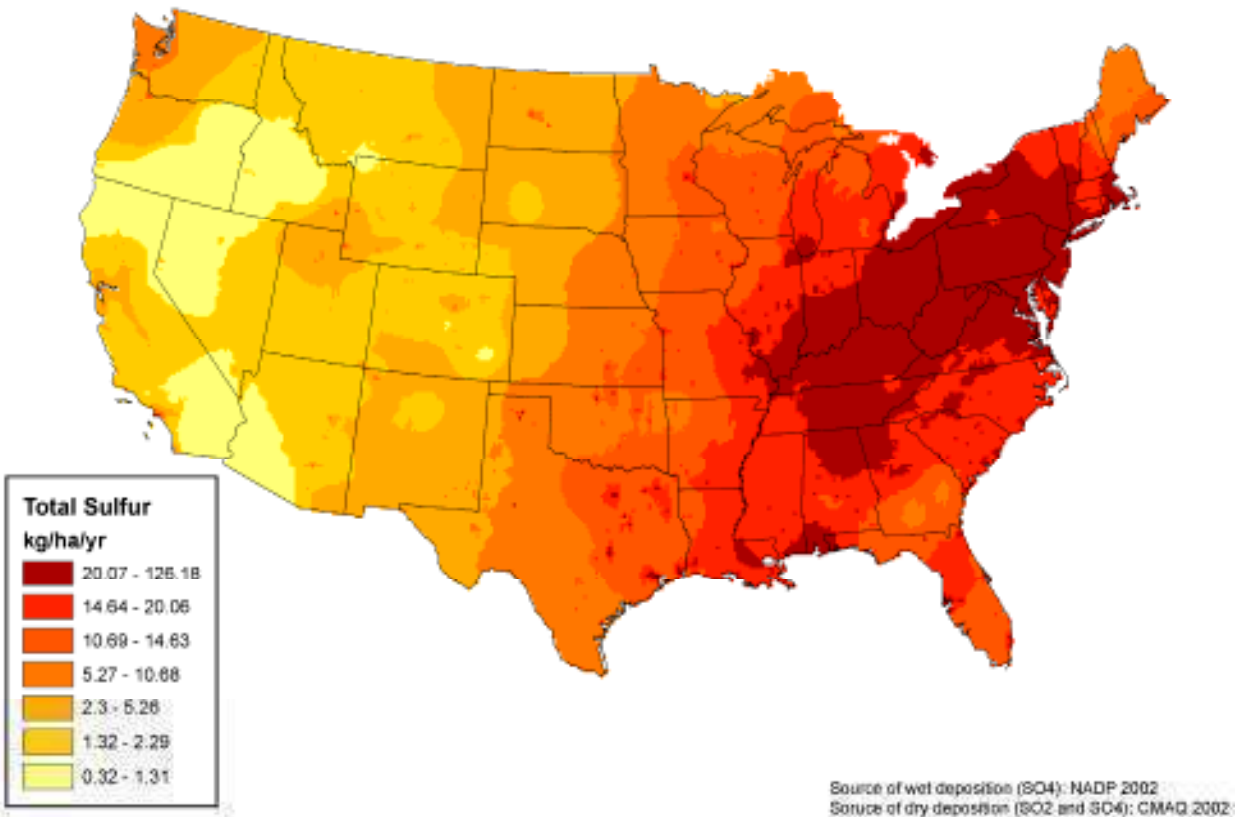 Total Sulfur
kg/ha/yr
20.07 - 126.18
14.64 - 20.06
10.69 - 14.63
5.27 - 10.68
2.3 - 5.26
1.32 - 2.29
0.32 - 1.31
Source of wet deposition (SO4): NADP 2002
Soruce of dry deposition (SO2 and SO4): CMAQ 2002